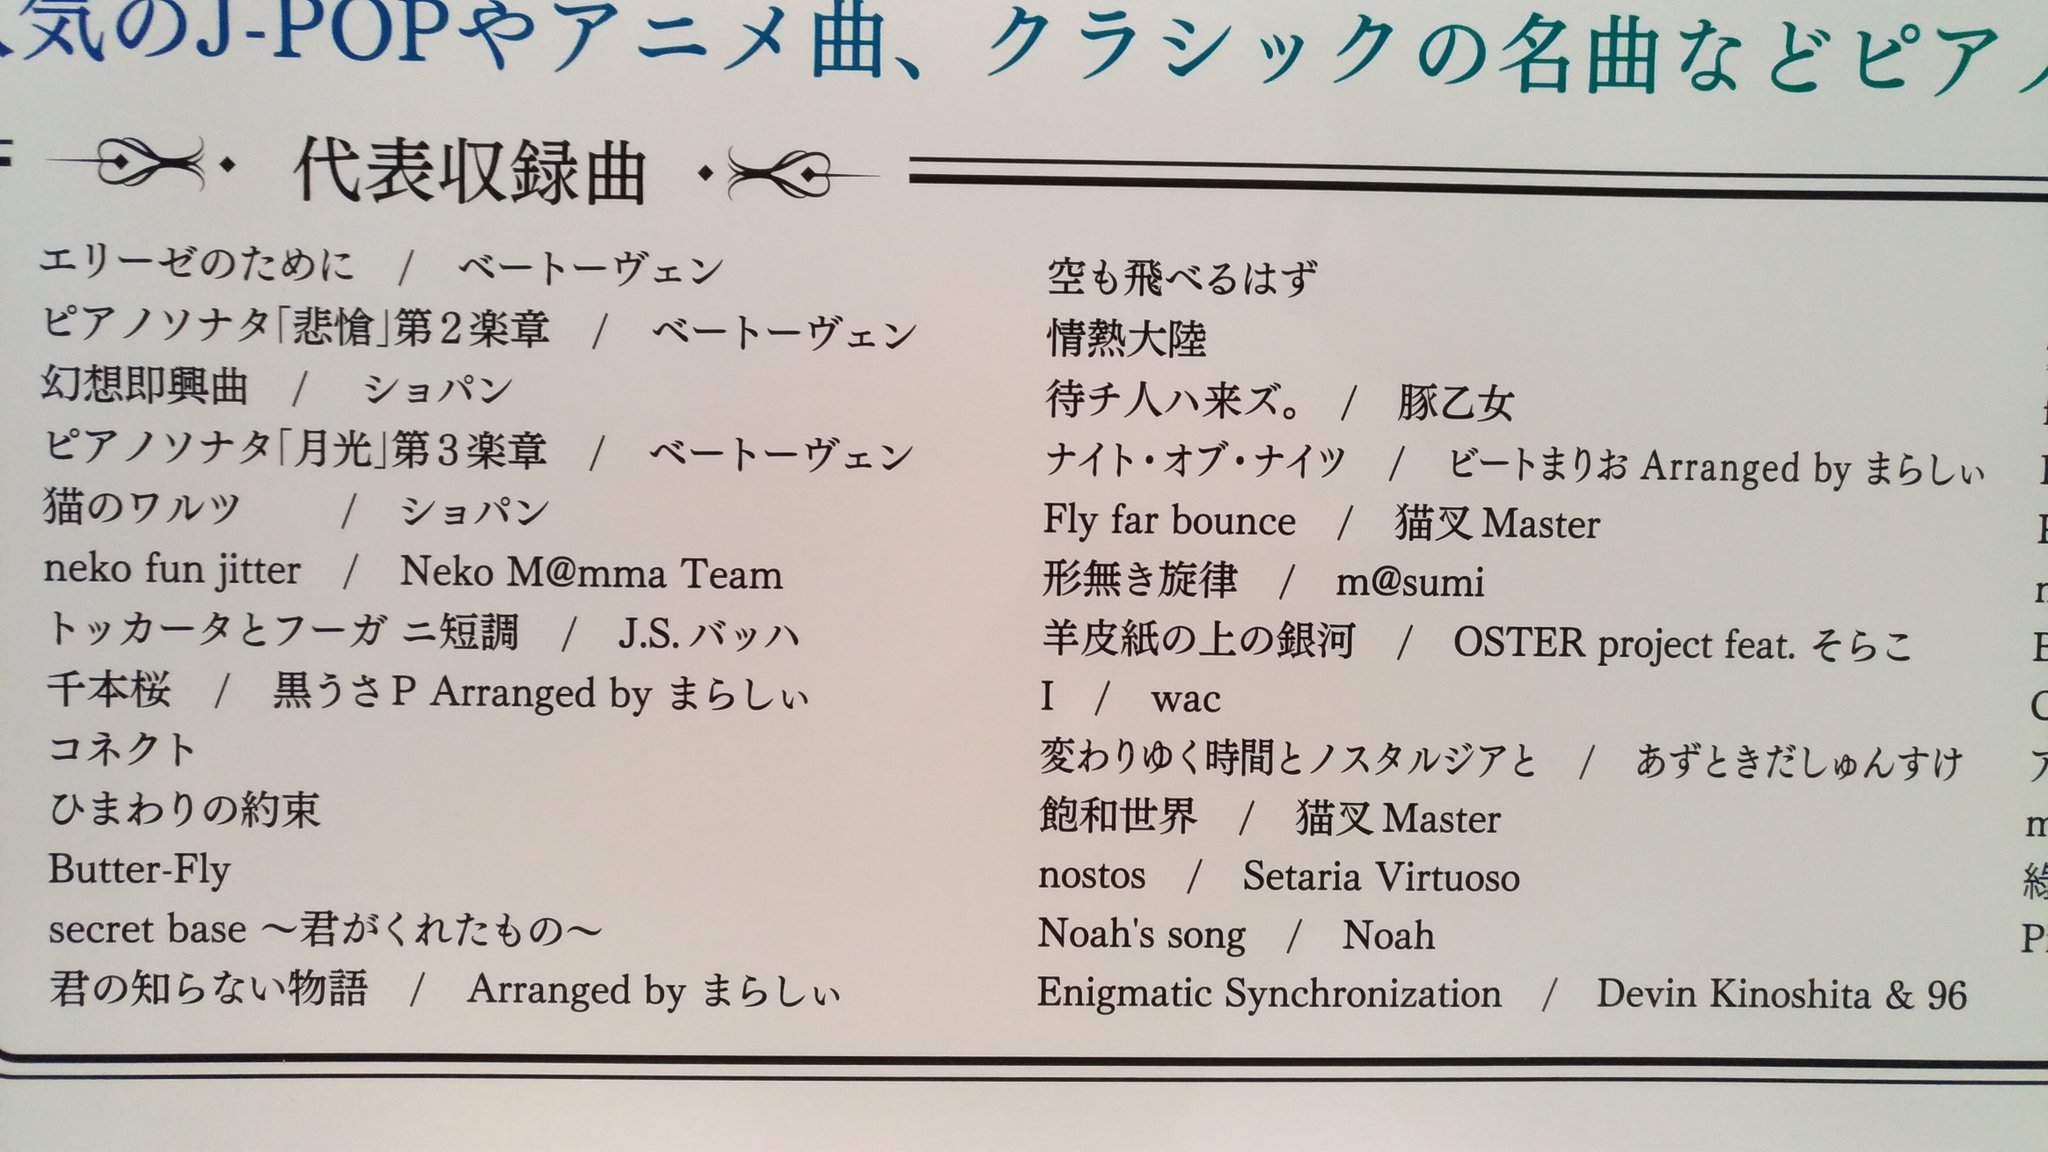 気のJ-POPやアニメ曲、クラシックの名曲などピアノ
代表収録曲
エリーゼのために / ベートーヴェン
ピアノソナタ「悲愴」第2楽章 / ベートーヴェン
幻想即興曲 / ショパン
ピアノソナタ「月光」第3楽章 / ベートーヴェン
猫のワルツ / ショパン
neko fun jitter / Neko M@mma Team
トッカータとフーガ ニ短調 / J.S.バッハ
千本桜 / 黒うさP Arranged by まらしぃ
コネクト
ひまわりの約束
Butter-Fly
secret base ～君がくれたもの～
君の知らない物語 / Arranged by まらしぃ
空も飛べるはず
情熱大陸
待チ人ハ来ズ。 / 豚乙女
ナイト・オブ・ナイツ / ビートまりお Arranged by まらしぃ
Fly far bounce / 猫叉Master
形無き旋律 / m@sumi
羊皮紙の上の銀河 / OSTER project feat. そらこ
I / wac
変わりゆく時間とノスタルジアと / あずときだしゅんすけ
飽和世界 / 猫叉Master
nostos / Setaria Virtuoso
Noah's song / Noah
Enigmatic Synchronization / Devin Kinoshita & 96